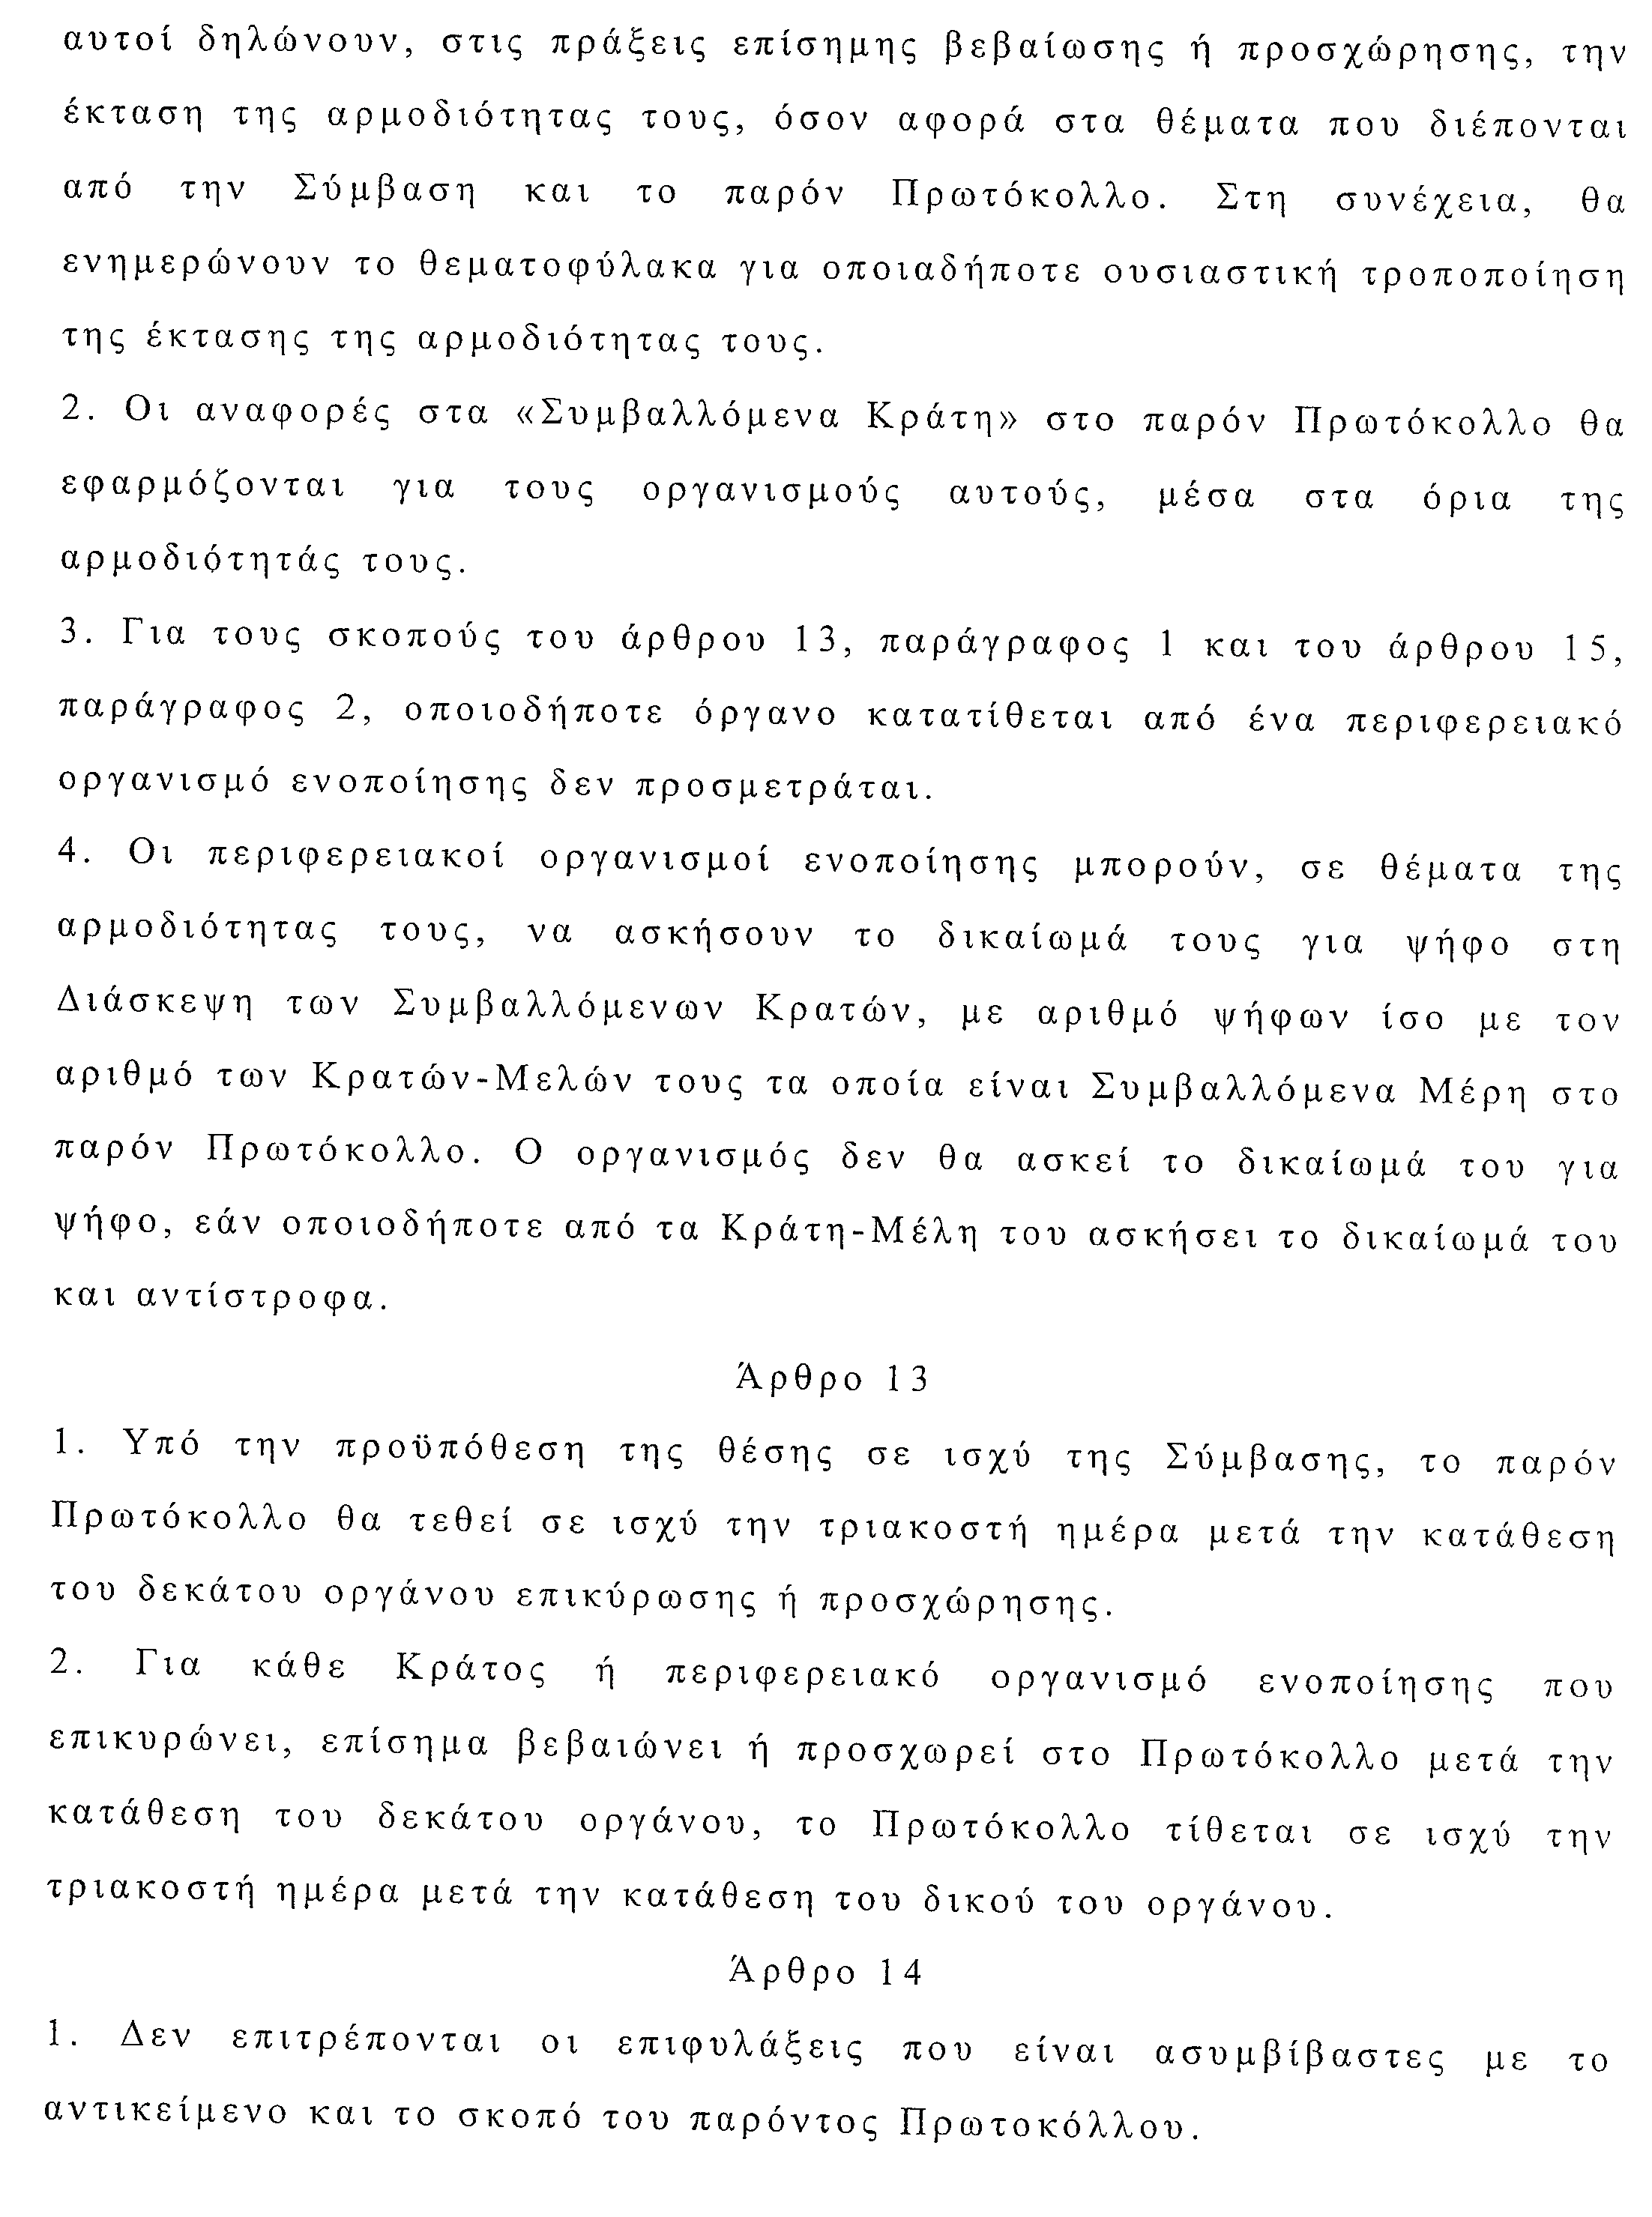 αυτοί δηλώνουν, στις πράξεις επίσημης βεβαίωσης ή προσχώρησης, την
έκταση της αρμοδιότητας τους, όσον αφορά στα θέματα που διέπονται
από την Σύμβαση και το παρόν Πρωτόκολλο. Στη συνέχεια, θα
ενημερώνουν το θεματοφύλακα για οποιαδήποτε ουσιαστική τροποποίηση
της έκτασης της αρμοδιότητας τους.
2. Οι αναφορές στα «Συμβαλλόμενα Κράτη» στο παρόν Πρωτόκολλο θα
εφαρμόζονται για τους οργανισμούς αυτούς, μέσα στα όρια της
αρμοδιότητάς τους.
3. Για τους σκοπούς του άρθρου 13, παράγραφος 1 και του άρθρου 15,
παράγραφος 2, οποιοδήποτε όργανο κατατίθεται από ένα περιφερειακό
οργανισμό ενοποίησης δεν προσμετράται.
4. Οι περιφερειακοί οργανισμοί ενοποίησης μπορούν, σε θέματα της
αρμοδιότητας τους, να ασκήσουν το δικαίωμά τους για ψήφο στη
Διάσκεψη των Συμβαλλόμενων Κρατών, με αριθμό ψήφων ίσο με τον
αριθμό των Κρατών-Μελών τους τα οποία είναι Συμβαλλόμενα Μέρη στο
παρόν Πρωτόκολλο. Ο οργανισμός δεν θα ασκεί το δικαίωμά του για
ψήφο, εάν οποιοδήποτε από τα Κράτη-Μέλη του ασκήσει το δικαίωμά του
και αντίστροφα.
Άρθρο 13
1. Υπό την προϋπόθεση της θέσης σε ισχύ της Σύμβασης, το παρόν
Πρωτόκολλο θα τεθεί σε ισχύ την τριακοστή ημέρα μετά την κατάθεση
του δεκάτου οργάνου επικύρωσης ή προσχώρησης.
2. Για κάθε Κράτος ή περιφερειακό οργανισμό ενοποίησης που
επικυρώνει, επίσημα βεβαιώνει ή προσχωρεί στο Πρωτόκολλο μετά την
κατάθεση του δεκάτου οργάνου, το Πρωτόκολλο τίθεται σε ισχύ την
τριακοστή ημέρα μετά την κατάθεση του δικού του οργάνου.
Άρθρο 14
1. Δεν επιτρέπονται οι επιφυλάξεις που είναι ασυμβίβαστες με το
αντικείμενο και το σκοπό του παρόντος Πρωτοκόλλου.